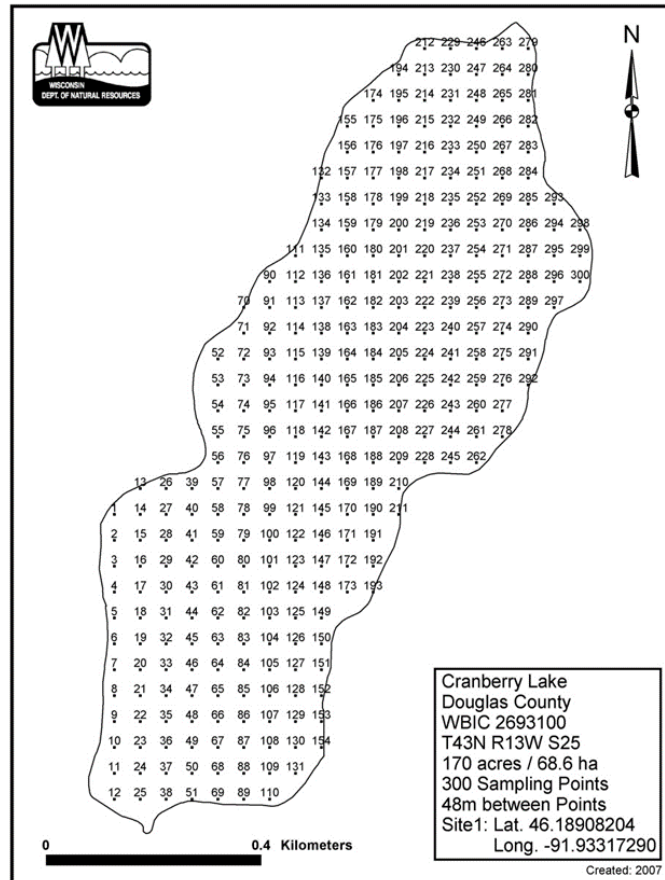 W
WISCONSIN
DEPT. OF NATURAL RESOURCES
N
212 229 246 263 279
194 213 230 247 264 280
174 195 214 231 248 265 281
155 175 196 215 232 249 266 282
156 176 197 216 233 250 267 283
132 157 177 198 217 234 251 268 284
133 158 178 199 218 235 252 269 285 293
134 159 179 200 219 236 253 270 286 294 298
111 135 160 180 201 220 237 254 271 287 295 299
90 112 136 161 181 202 221 238 255 272 288 296 300
70 91 113 137 162 182 203 222 239 256 273 289 297
71 92 114 138 163 183 204 223 240 257 274 290
52 72 93 115 139 164 184 205 224 241 258 275 291
53 73 94 116 140 165 185 206 225 242 259 276 292
54 74 95 117 141 166 186 207 226 243 260 277
55 75 96 118 142 167 187 208 227 244 261 278
56 76 97 119 143 168 188 209 228 245 262
13 26 39 57 77 98 120 144 169 189 210
1 14 27 40 58 78 99 121 145 170 190 211
2 15 28 41 59 79 100 122 146 171 191
3 16 29 42 60 80 101 123 147 172 192
4 17 30 43 61 81 102 124 148 173 193
5 18 31 44 62 82 103 125 149
6 19 32 45 63 83 104 126 150
7 20 33 46 64 84 105 127 151
8 21 34 47 65 85 106 128 152
9 22 35 48 66 86 107 129 153
10 23 36 49 67 87 108 130 154
11 24 37 50 68 88 109 131
12 25 38 51 69 89 110
Cranberry Lake
Douglas County
WBIC 2693100
T43N R13W S25
170 acres / 68.6 ha
300 Sampling Points
48m between Points
Site1: Lat. 46.18908204
Long. -91.93317290
0 0.4 Kilometers
Created: 2007